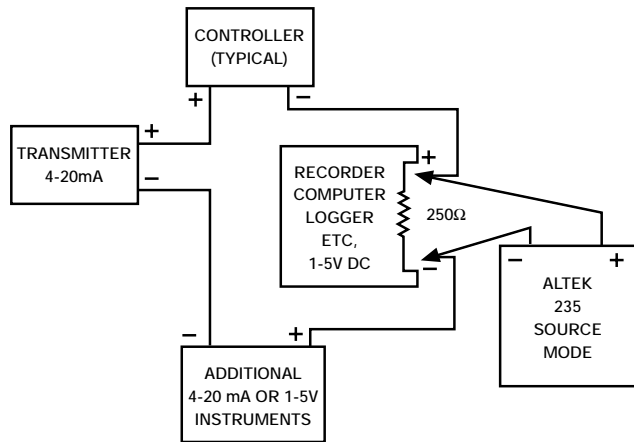 CONTROLLER
(TYPICAL)
+
−
TRANSMITTER
4-20mA
+
−
RECORDER
COMPUTER
LOGGER
ETC,
1-5V DC
+
−
250Ω
−
+
ALTEK
235
SOURCE
MODE
−
+
ADDITIONAL
4-20 mA OR 1-5V
INSTRUMENTS